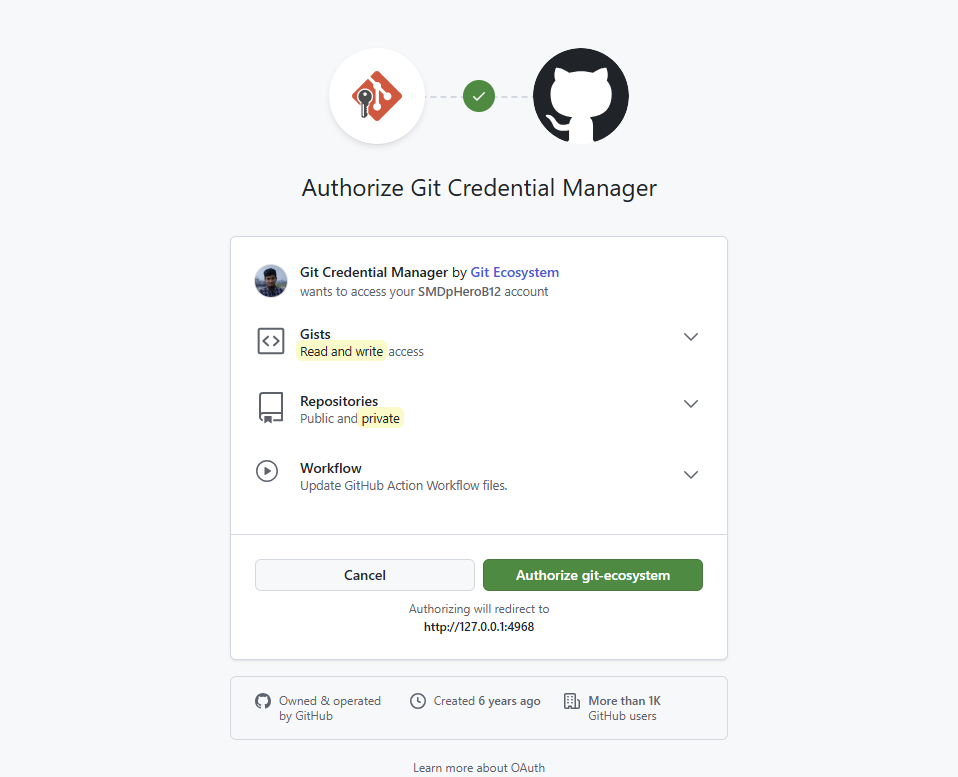 Authorize Git Credential Manager
Git Credential Manager by Git Ecosystem
wants to access your SMDpHeroB12 account
Gists
Read and write access
Repositories
Public and private
Workflow
Update GitHub Action Workflow files.
Cancel
Authorize git-ecosystem
Authorizing will redirect to
http://127.0.0.1:4968
Owned & operated
by GitHub
Created 6 years ago
More than 1K
GitHub users
Learn more about OAuth